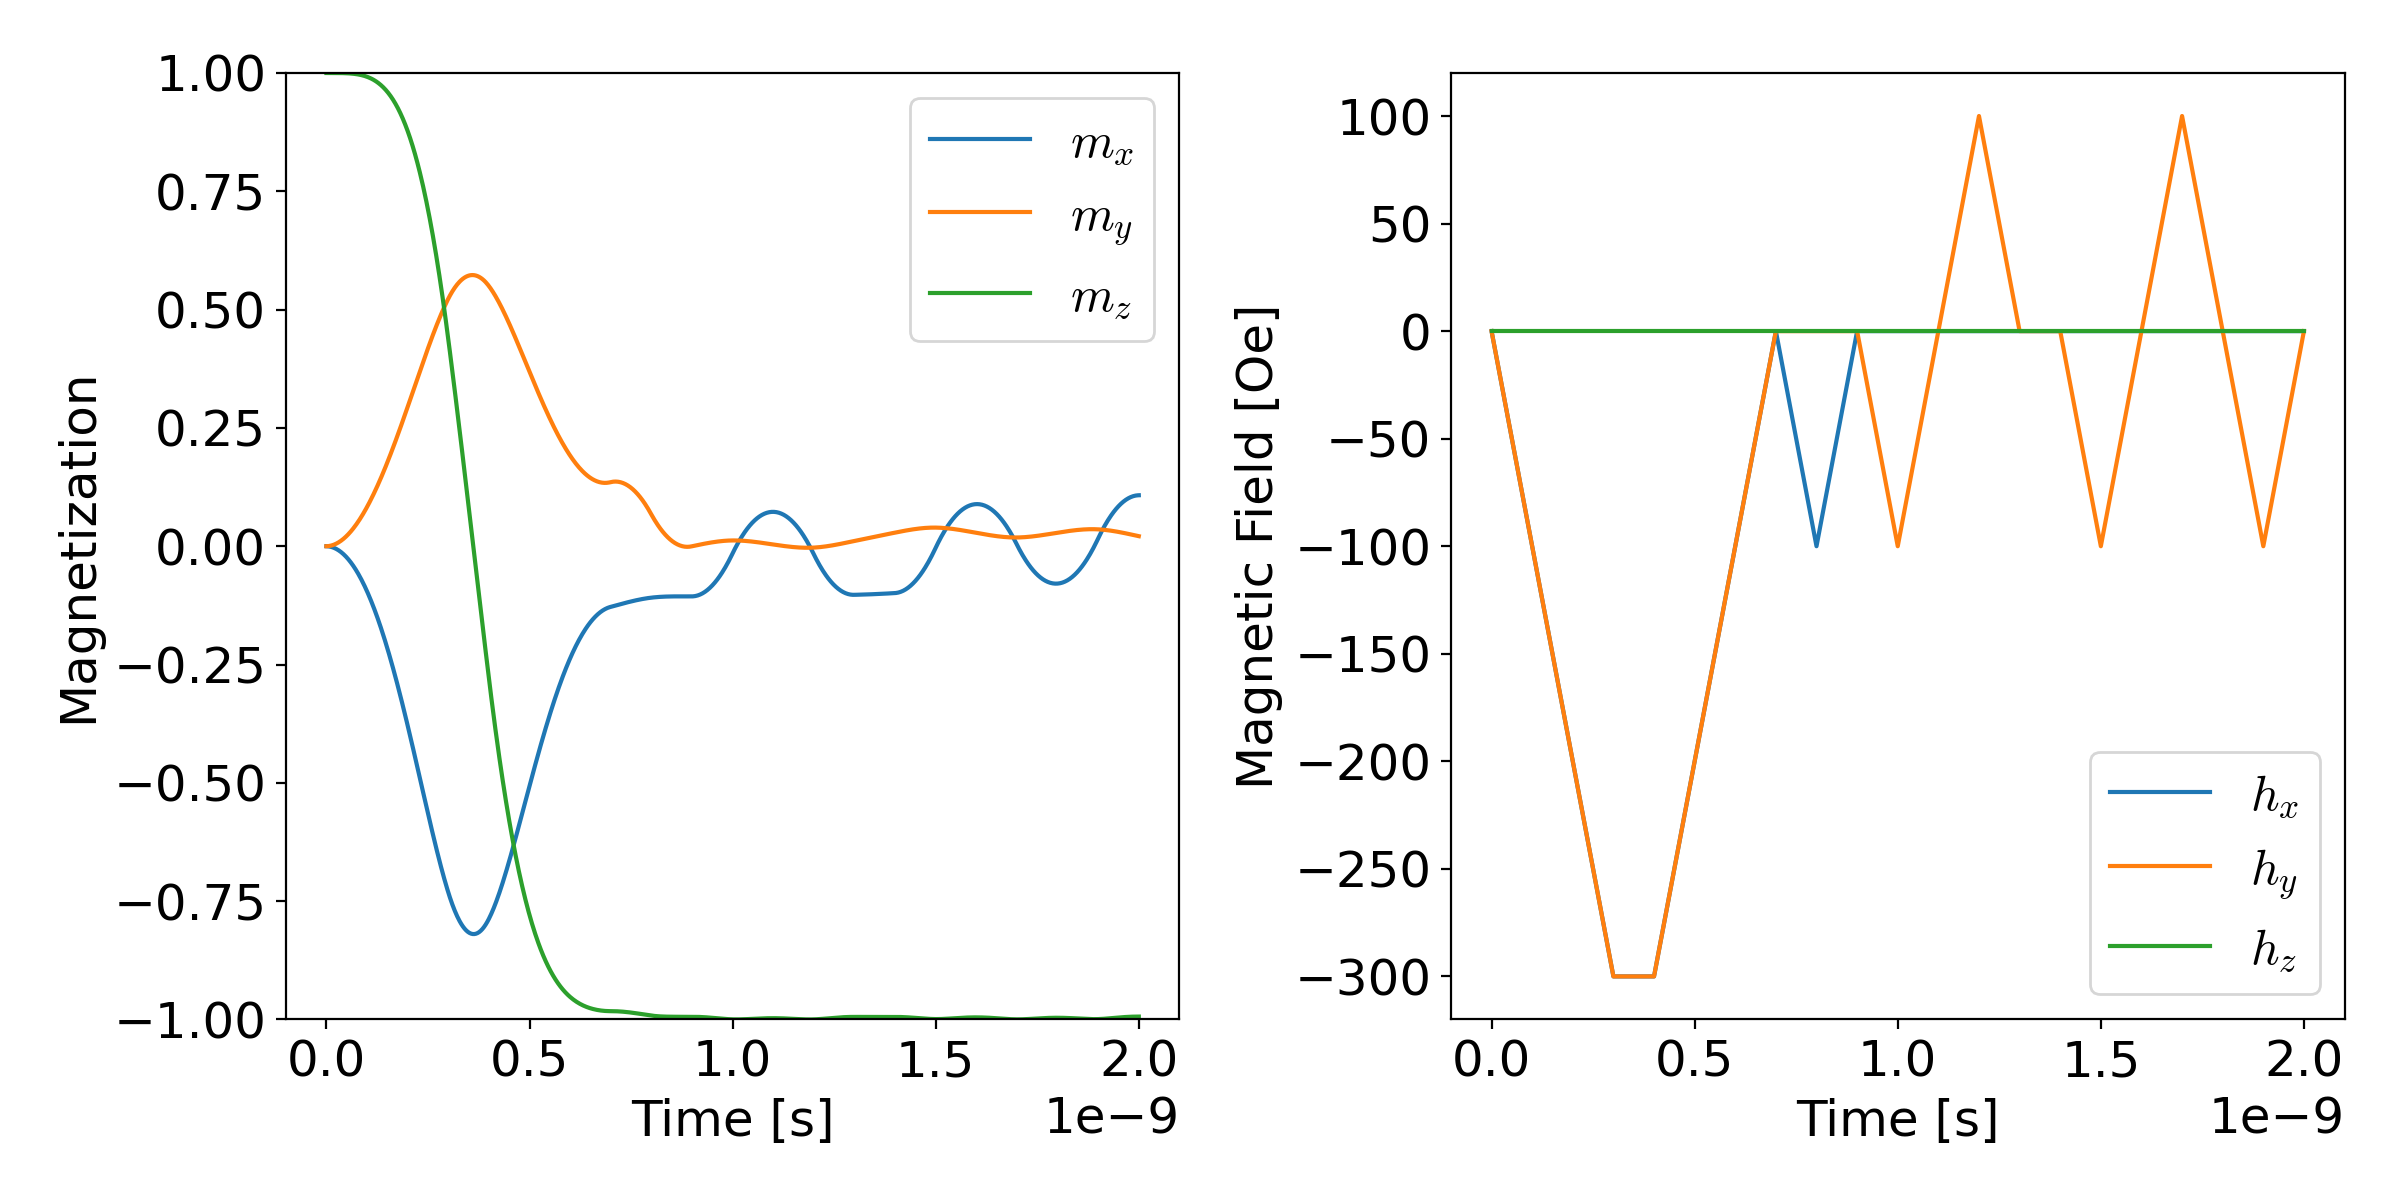 Magnetization
1.00
0.75
0.50
0.25
0.00
−0.25
−0.50
−0.75
−1.00
0.0 0.5 1.0 1.5 2.0
Time [s]
1e−9
m_x
m_y
m_z
Magnetic Field [Oe]
100
50
0
−50
−100
−150
−200
−250
−300
0.0 0.5 1.0 1.5 2.0
Time [s]
1e−9
h_x
h_y
h_z